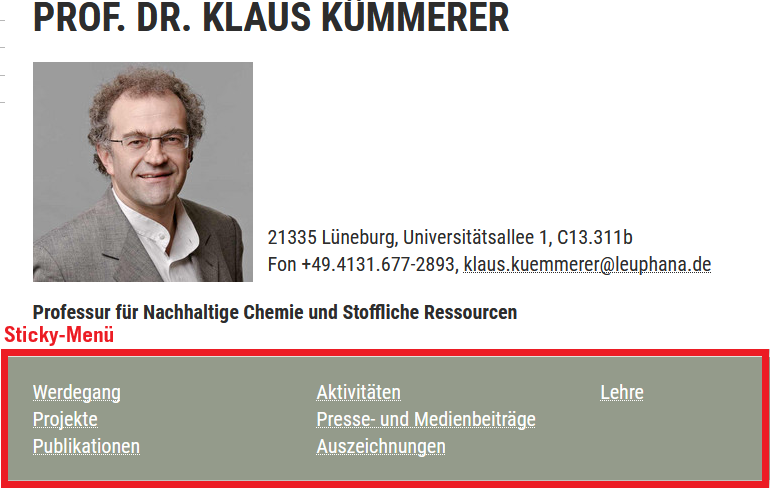 PROF. DR. KLAUS KÜMMERER
21335 Lüneburg, Universitätsallee 1, C13.311b
Fon +49.4131.677-2893, klaus.kuemmerer@leuphana.de
Professur für Nachhaltige Chemie und Stoffliche Ressourcen
Sticky-Menü
Werdegang
Projekte
Publikationen
Aktivitäten
Presse- und Medienbeiträge
Auszeichnungen
Lehre